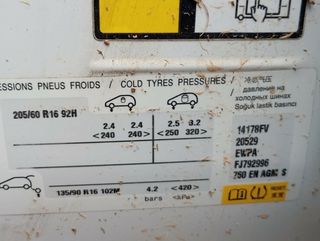 ESSIONS PNEUS FROIDS / COLD TYRES PRESSURES /
давление на
холодных шинах
Soğuk lastik basıncı
205/60 R16 92H
2.4 2.4 2.5 3.2
<240 240> <250 320>
14178FV
20529
EWPA
FJ792996
135/90 R16 102M 4.2 <420>
bars <kPa>